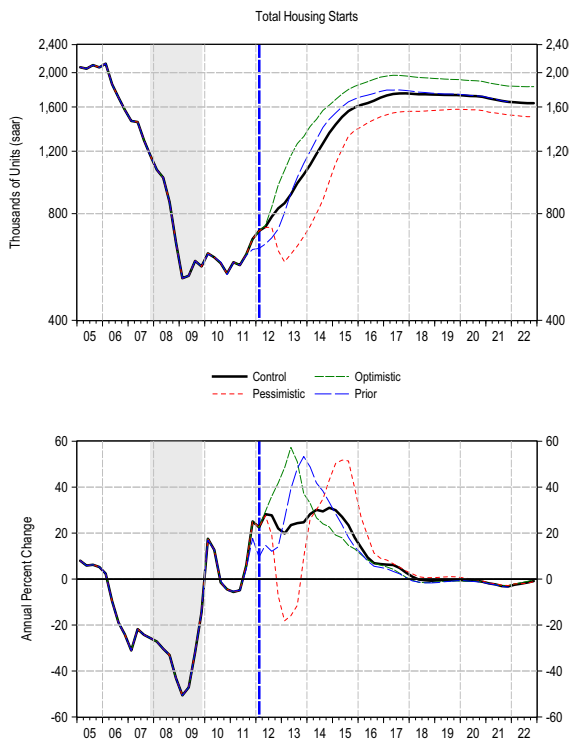 Total Housing Starts
Thousands of Units (saar)
2,400 2,40
2,000 2,00
1,600 1,60
1,200 1,20
800 800
400 400
05 06 07 08 09 10 11 12 13 14 15 16 17 18 19 20 21 22
Control Optimistic
Pessimistic Prior
Annual Percent Change
60 60
40 40
20 20
0 0
-20 -20
-40 -40
-60 -60
05 06 07 08 09 10 11 12 13 14 15 16 17 18 19 20 21 22